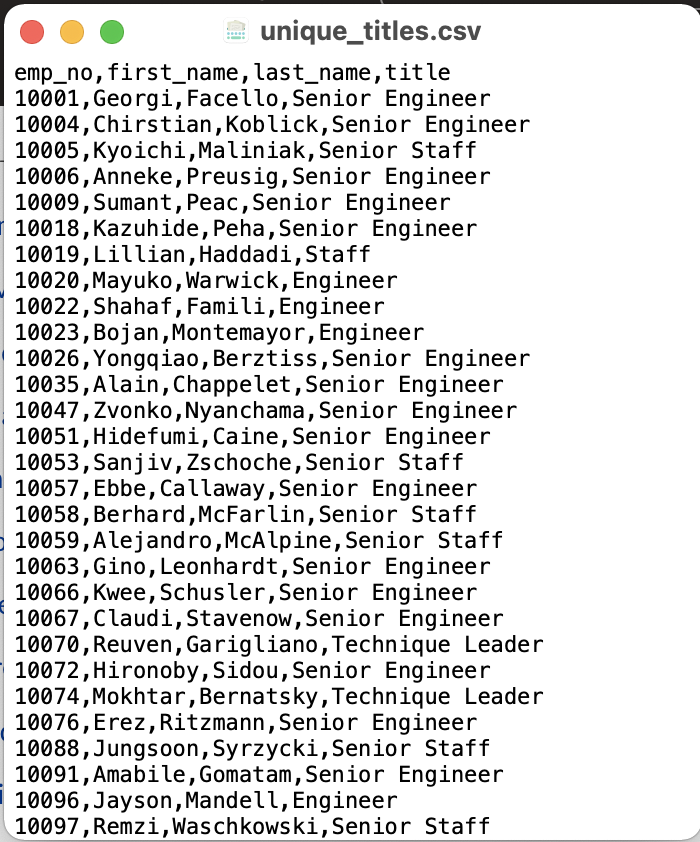 unique_titles.csv
emp_no,first_name,last_name,title
10001,Georgi,Facello,Senior Engineer
10004,Chirstian,Koblick,Senior Engineer
10005,Kyoichi,Maliniak,Senior Staff
10006,Anneke,Preusig,Senior Engineer
10009,Sumant,Peac,Senior Engineer
10018,Kazuhide,Peha,Senior Engineer
10019,Lillian,Haddadi,Staff
10020,Mayuko,Warwick,Engineer
10022,Shahaf,Famili,Engineer
10023,Bojan,Montemayor,Engineer
10026,Yongqiao,Berztiss,Senior Engineer
10035,Alain,Chappelet,Senior Engineer
10047,Zvonko,Nyanchama,Senior Engineer
10051,Hidefumi,Caine,Senior Engineer
10053,Sanjiv,Zschoche,Senior Staff
10057,Ebbe,Callaway,Senior Engineer
10058,Berhard,McFarlin,Senior Staff
10059,Alejandro,McAlpine,Senior Staff
10063,Gino,Leonhardt,Senior Engineer
10066,Kwee,Schusler,Senior Engineer
10067,Claudi,Stavenow,Senior Engineer
10070,Reuven,Garigliano,Technique Leader
10072,Hironoby,Sidou,Senior Engineer
10074,Mokhtar,Bernatsky,Technique Leader
10076,Erez,Ritzmann,Senior Engineer
10088,Jungsoon,Syrzycki,Senior Staff
10091,Amabile,Gomatam,Senior Engineer
10096,Jayson,Mandell,Engineer
10097,Remzi,Waschkowski,Senior Staff